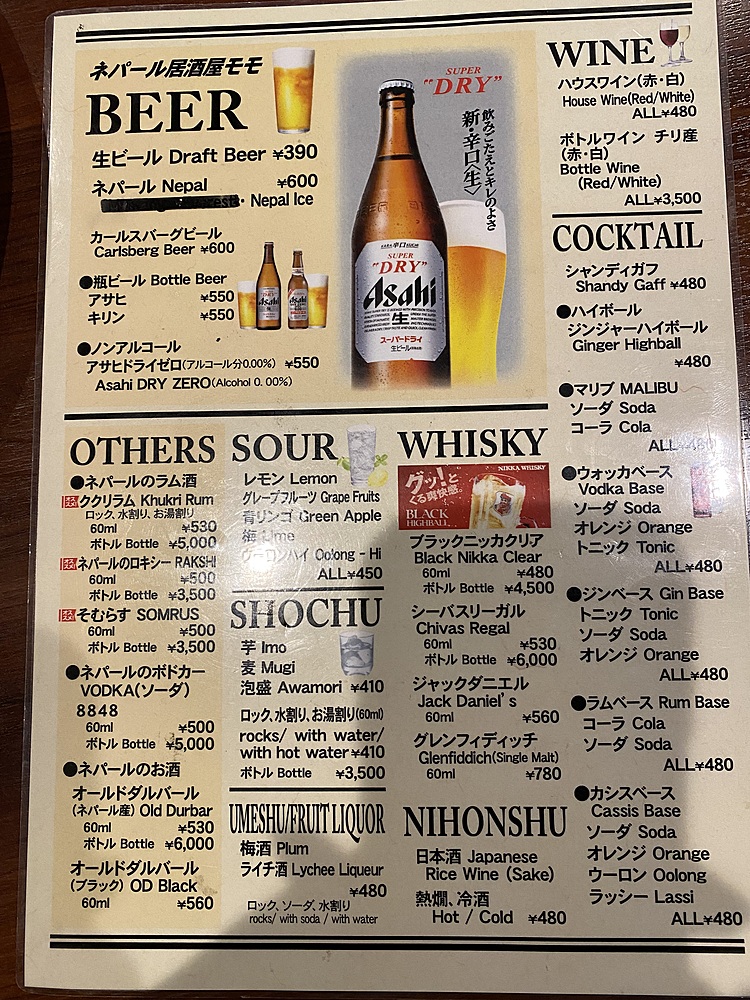 ネパール居酒屋モモ
BEER
生ビール Draft Beer ¥390
ネパール Nepal ¥600
・Nepal Ice
カールスバーグビール
Carlsberg Beer ¥600
●瓶ビール Bottle Beer
アサヒ ¥550
キリン ¥550
●ノンアルコール
アサヒドライゼロ(アルコール分0.00%) ¥550
Asahi DRY ZERO(Alcohol 0. 00%)
SUPER
"DRY"
飲みごたえとキレのよさ
新・辛口〈生〉
辛口
SUPER
"DRY"
Asahi
生
スーパードライ
生ビール
WINE
ハウスワイン(赤・白)
House Wine(Red/White)
ALL¥480
ボトルワイン チリ産
(赤・白)
Bottle Wine
(Red/White)
ALL¥3,500
COCKTAIL
シャンディガフ
Shandy Gaff ¥480
●ハイボール
ジンジャーハイボール
Ginger Highball
¥480
●マリブ MALIBU
ソーダ Soda
コーラ Cola
ALL
●ウォッカベース
Vodka Base
ソーダ Soda
オレンジ Orange
トニック Tonic
ALL¥480
●ジンベース Gin Base
トニック Tonic
ソーダ Soda
オレンジ Orange
ALL¥480
●ラムベース Rum Base
コーラ Cola
ソーダ Soda
ALL¥480
●カシスベース
Cassis Base
ソーダ Soda
オレンジ Orange
ウーロン Oolong
ラッシー Lassi
ALL¥480
OTHERS
●ネパールのラム酒
ククリラム Khukri Rum
ロック、水割り、お湯割り
60ml ¥530
ボトル Bottle ¥5,000
ネパールのロキシー RAKSHI
60ml ¥500
ボトル Bottle ¥3,500
そむらす SOMRUS
60ml ¥500
ボトル Bottle ¥3,500
●ネパールのボドカー
VODKA(ソーダ)
8848
60ml ¥500
ボトル Bottle ¥5,000
●ネパールのお酒
オールドダルバール
(ネパール産) Old Durbar
60ml ¥530
ボトル Bottle ¥6,000
オールドダルバール
(ブラック) OD Black
60ml ¥560
SOUR
レモン Lemon
グレープフルーツ Grape Fruits
青リンゴ Green Apple
梅 Ume
ウーロンハイ Oolong - Hi
ALL¥450
SHOCHU
芋 Imo
麦 Mugi
泡盛 Awamori ¥410
ロック、水割り、お湯割り(60ml)
rocks/ with water/
with hot water ¥410
ボトル Bottle ¥3,500
UMESHU/FRUIT LIQUOR
梅酒 Plum
ライチ酒 Lychee Liqueur
¥480
ロック、ソーダ、水割り
rocks/ with soda / with water
WHISKY
NIKKA WHISKY
グッ!と
くる爽快感。
BLACK
HIGHBALL
ブラックニッカクリア
Black Nikka Clear
60ml ¥480
ボトル Bottle ¥4,500
シーバスリーガル
Chivas Regal
60ml ¥530
ボトル Bottle ¥6,000
ジャックダニエル
Jack Daniel's
60ml ¥560
グレンフィディッチ
Glenfiddich(Single Malt)
60ml ¥780
NIHONSHU
日本酒 Japanese
Rice Wine (Sake)
熱燗、冷酒
Hot / Cold ¥480